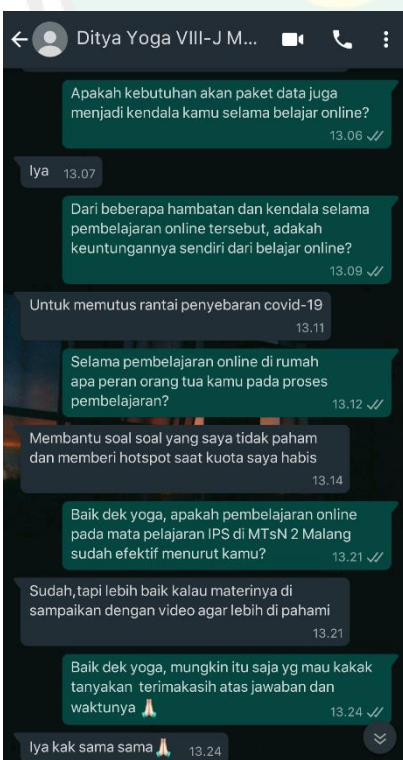 Ditya Yoga VIII-J M...
Apakah kebutuhan akan paket data juga
menjadi kendala kamu selama belajar online?
13.06
Iya 13.07
Dari beberapa hambatan dan kendala selama
pembelajaran online tersebut, adakah
keuntungannya sendiri dari belajar online?
13.09
Untuk memutus rantai penyebaran covid-19
13.11
Selama pembelajaran online di rumah
apa peran orang tua kamu pada proses
pembelajaran? 13.12
Membantu soal soal yang saya tidak paham
dan memberi hotspot saat kuota saya habis
13.14
Baik dek yoga, apakah pembelajaran online
pada mata pelajaran IPS di MTsN 2 Malang
sudah efektif menurut kamu? 13.21
Sudah,tapi lebih baik kalau materinya di
sampaikan dengan video agar lebih di pahami
13.21
Baik dek yoga, mungkin itu saja yg mau kakak
tanyakan terimakasih atas jawaban dan
waktunya 🙏🏻 13.24
Iya kak sama sama🙏🏻 13.24